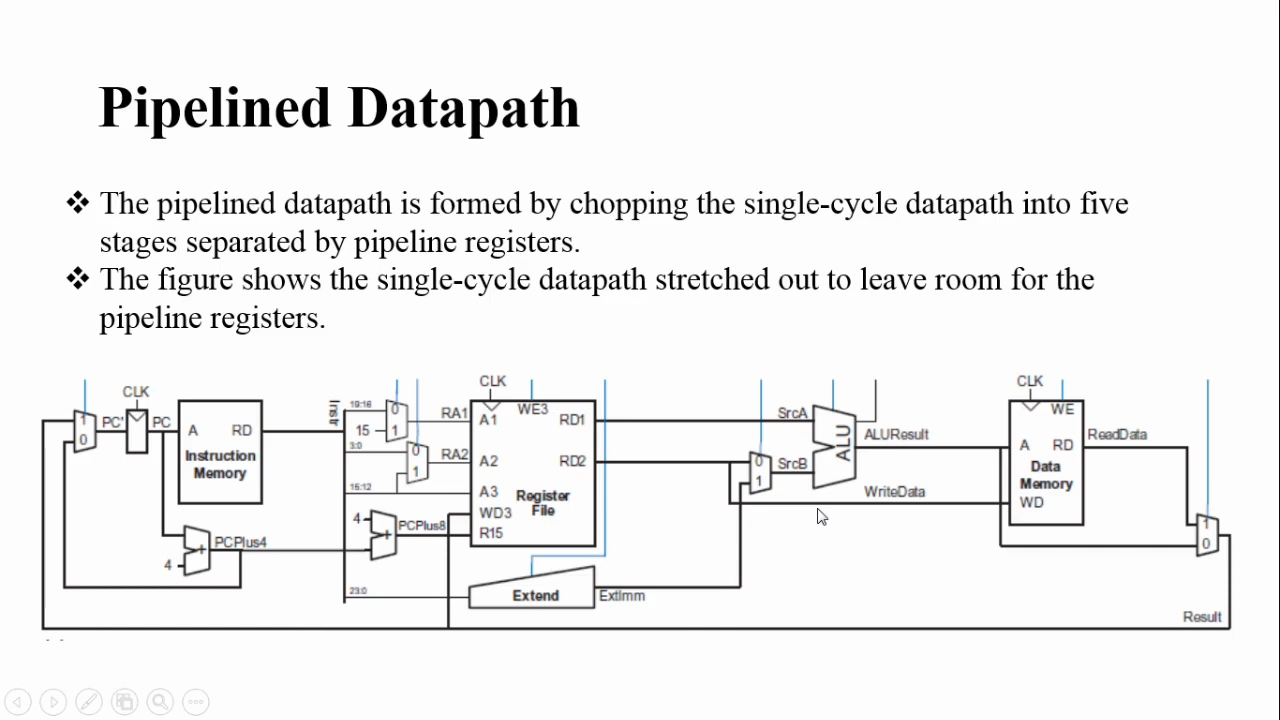 Pipelined Datapath
❖ The pipelined datapath is formed by chopping the single-cycle datapath into five
stages separated by pipeline registers.
❖ The figure shows the single-cycle datapath stretched out to leave room for the
pipeline registers.
CLK CLK CLK
1 0 PC' PC A RD Instruction Memory
Instr 19:16 15 0 1 RA1 A1 WE3 RD1 SrcA ALU ALUResult A WE RD ReadData
3:0 0 1 RA2 A2 RD2 0 1 SrcB Data Memory
15:12 A3 Register File WriteData WD
4 + PCPlus8 WD3 R15 1 0
+ PCPlus4
4
23:0 Extend ExtImm
Result